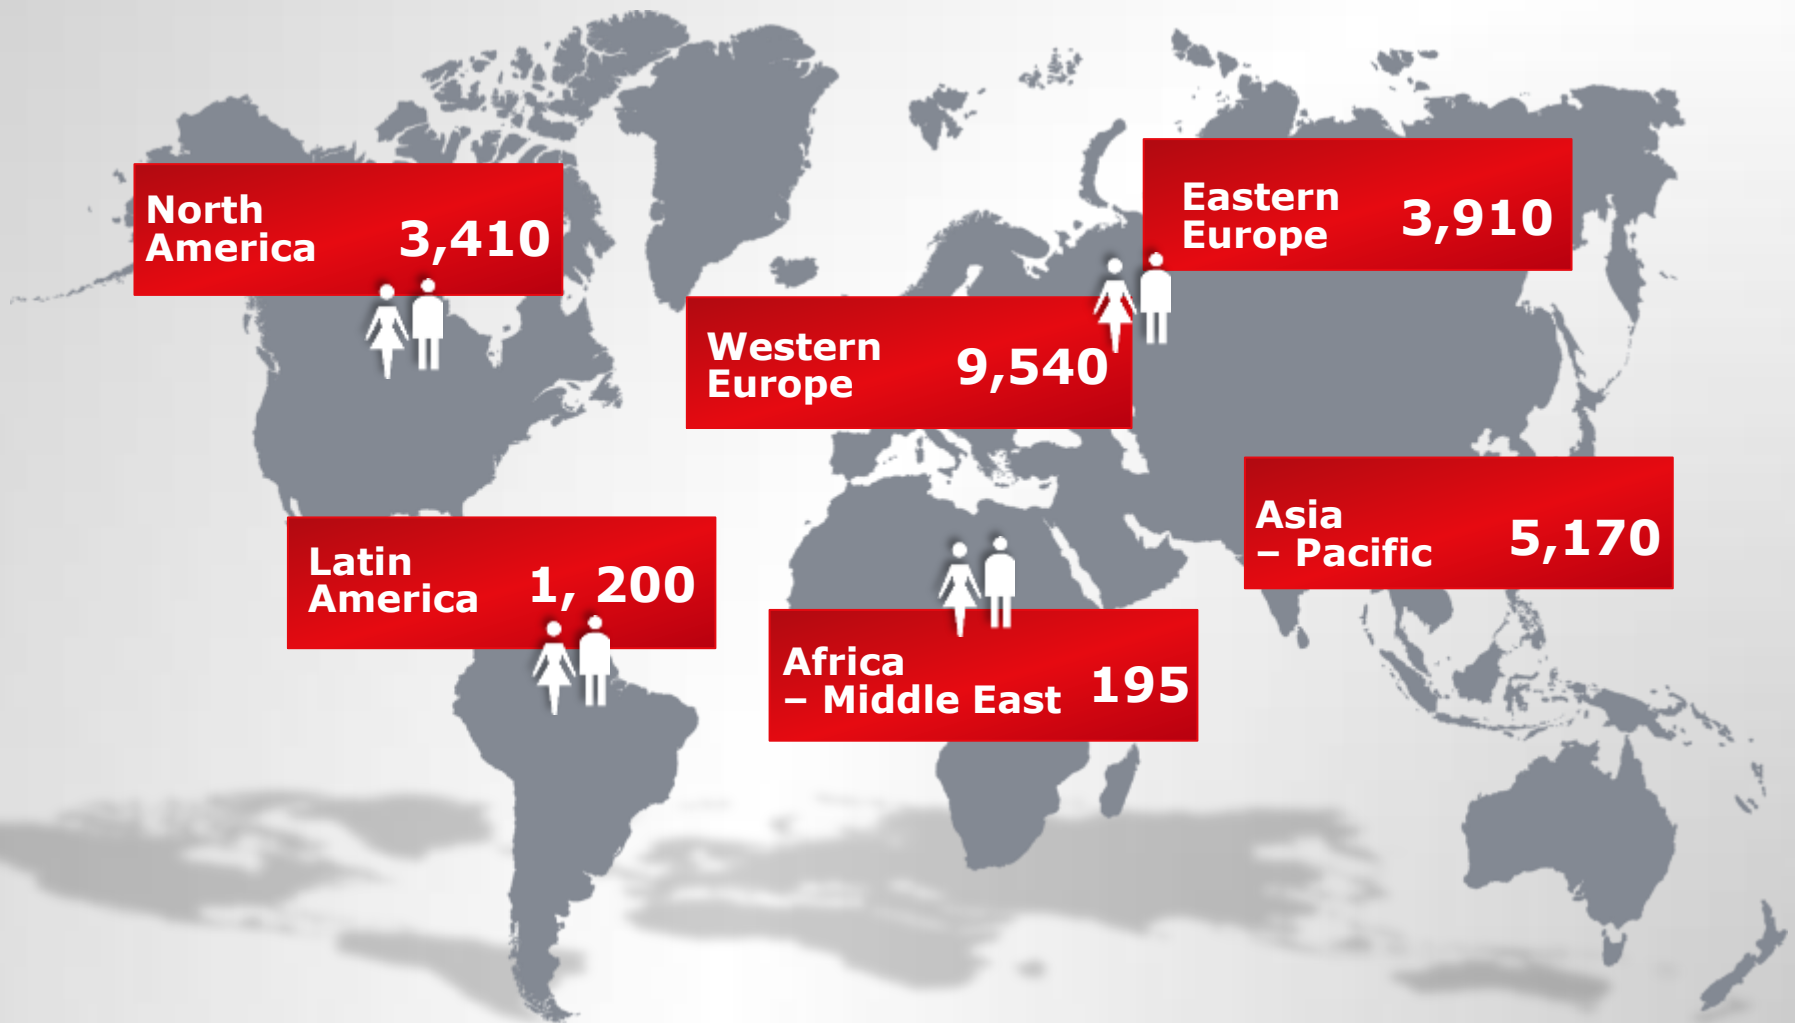 North
America
3,410
Eastern
Europe
3,910
Western
Europe
9,540
Asia
– Pacific
5,170
Latin
America
1, 200
Africa
– Middle East
195